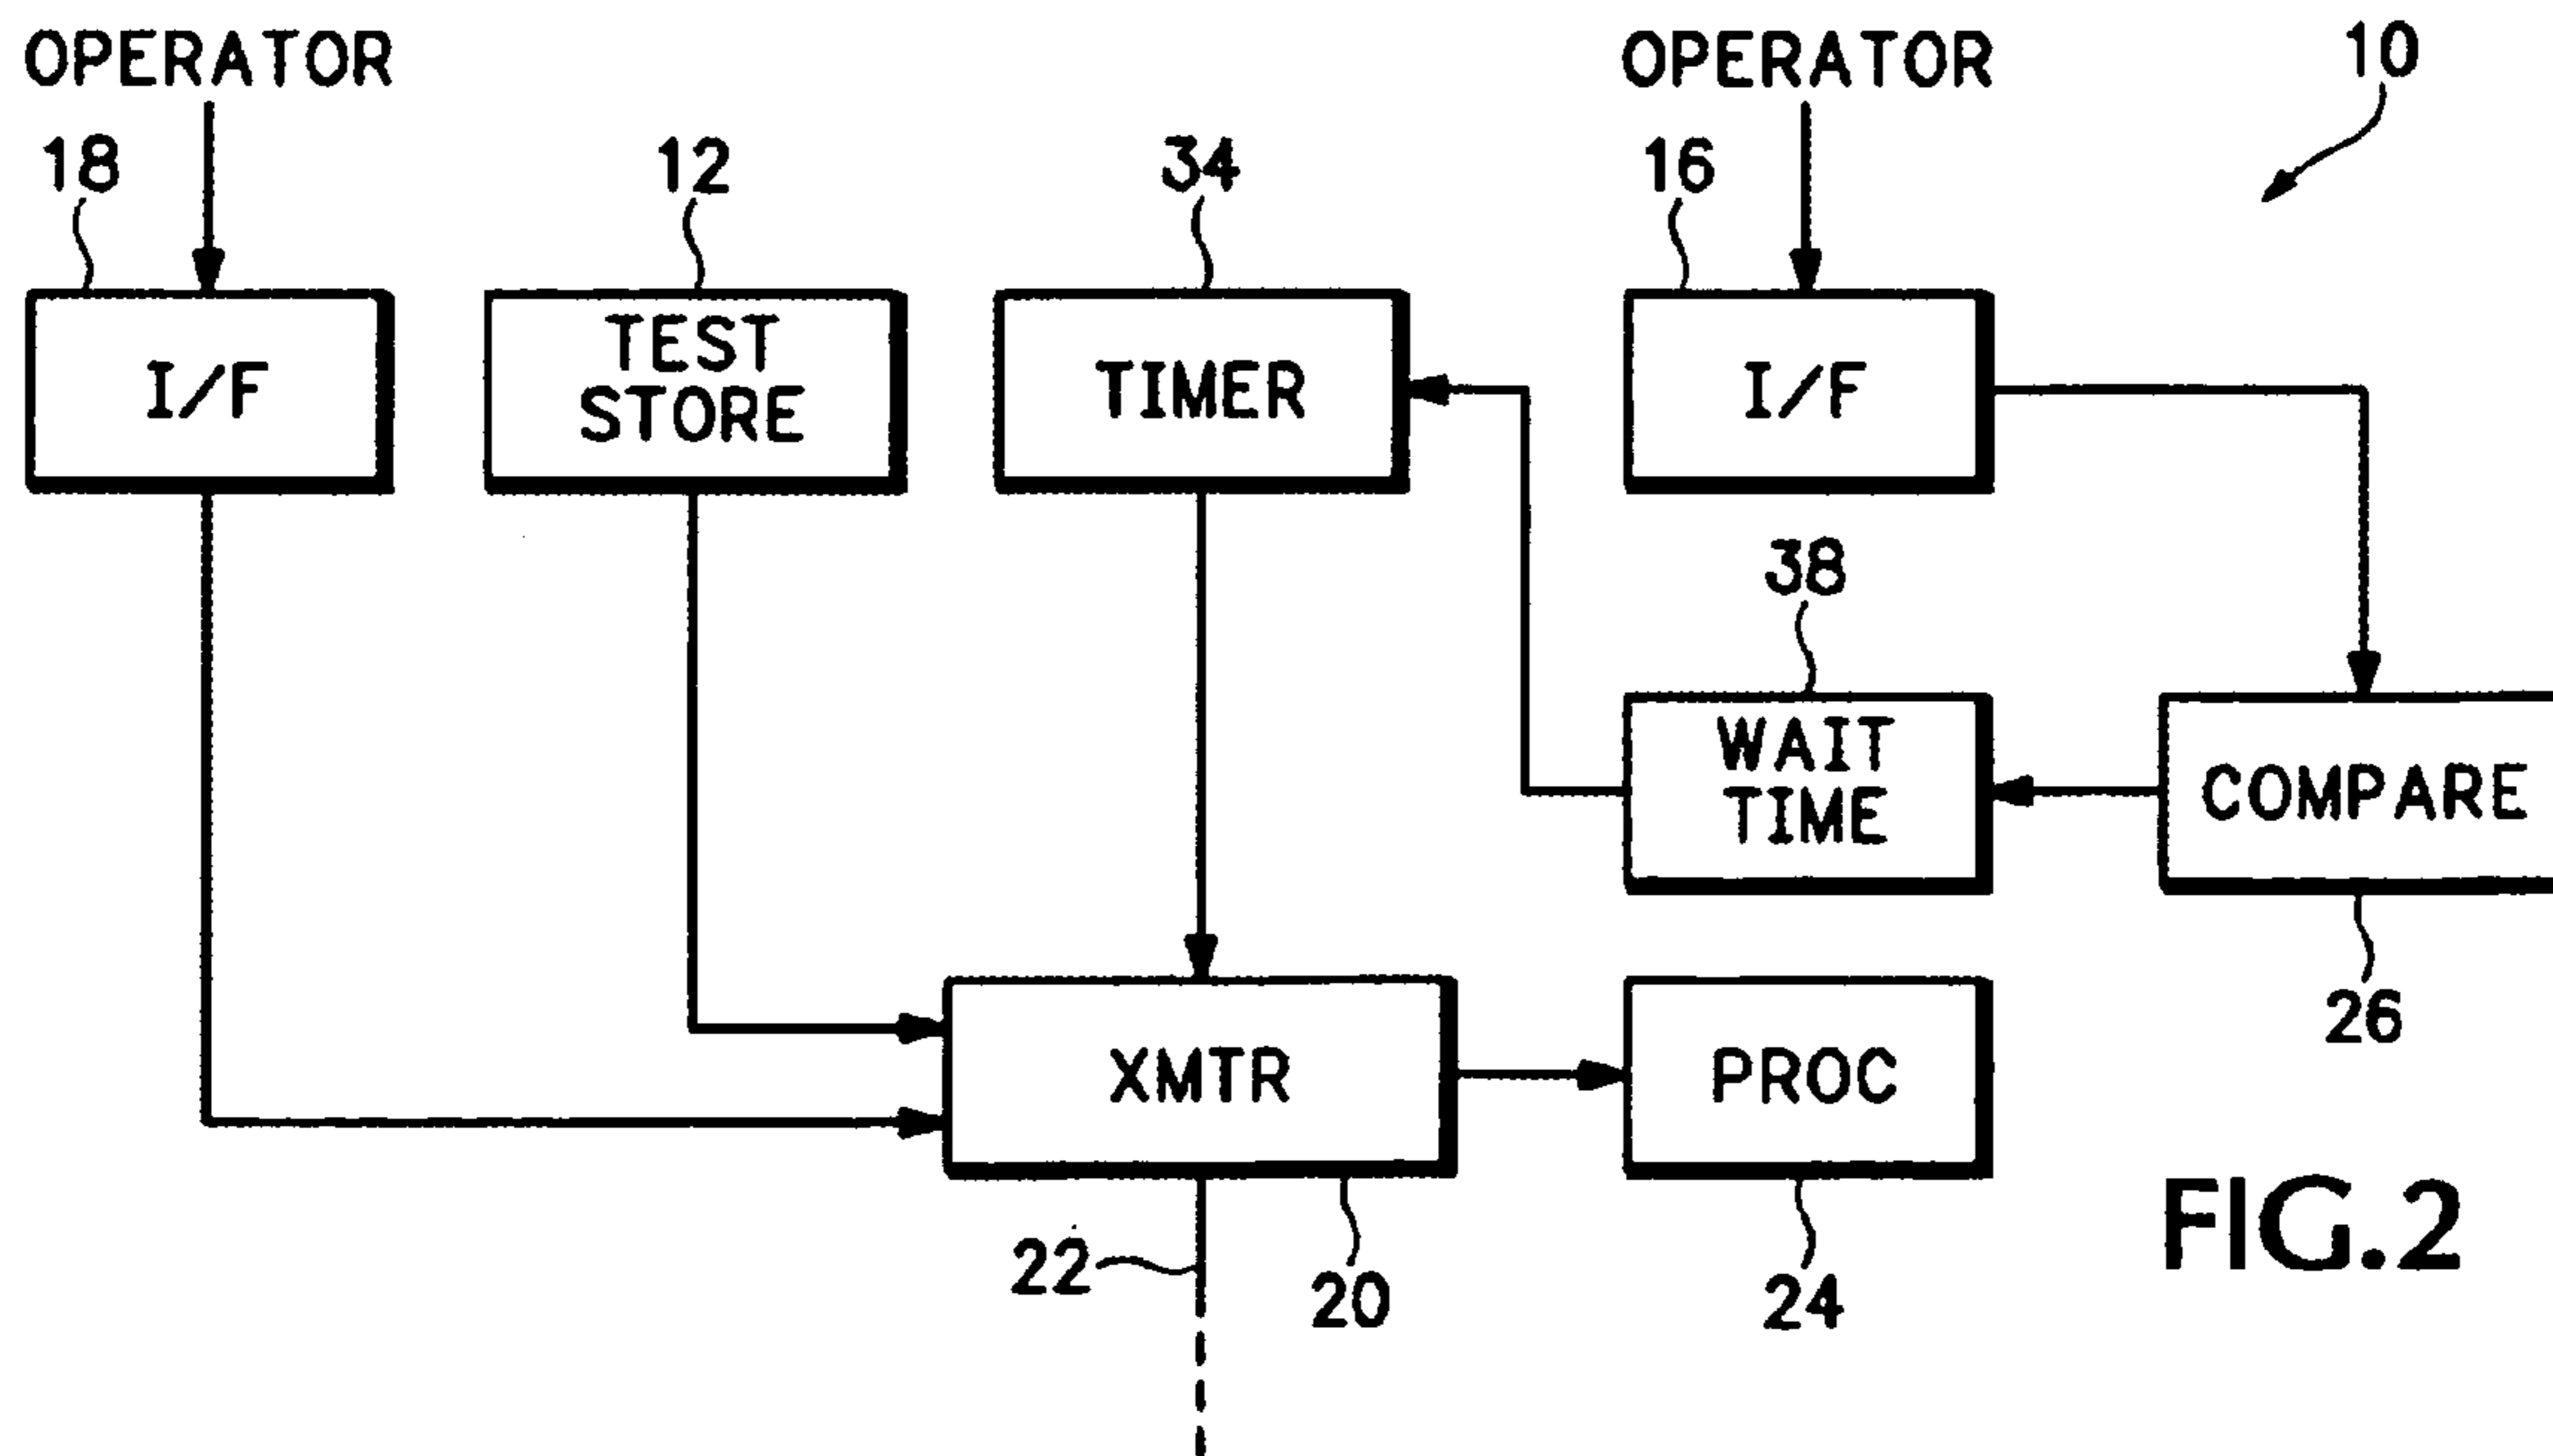 OPERATOR
OPERATOR
10
18
12
34
16
I/F
TEST
STORE
TIMER
I/F
38
WAIT
TIME
COMPARE
26
XMTR
PROC
FIG.2
22
20
24